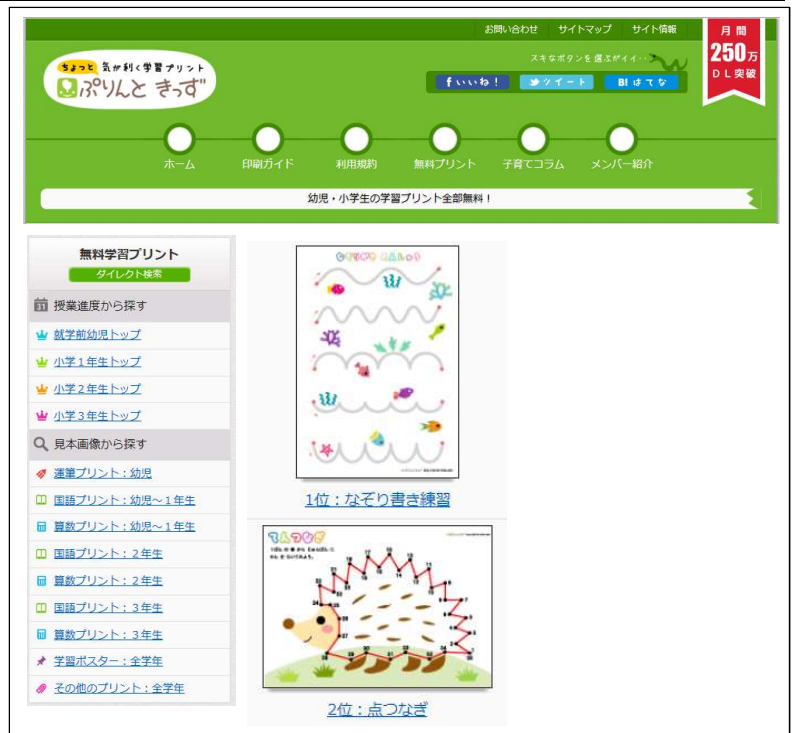 お問い合わせ サイトマップ サイト情報
月間
250万
DL突破
スキなボタンを選ぶがイイ‥
ちょっと 気が利く学習プリント
ぷりんと きっず
いいね！ ツイート B! はてな
ホーム 印刷ガイド 利用規約 無料プリント 子育てコラム メンバー紹介
幼児・小学生の学習プリント全部無料！
無料学習プリント
ダイレクト検索
授業進度から探す
就学前幼児トップ
小学１年生トップ
小学２年生トップ
小学３年生トップ
見本画像から探す
運筆プリント：幼児
国語プリント：幼児～１年生
算数プリント：幼児～１年生
国語プリント：２年生
算数プリント：２年生
国語プリント：３年生
算数プリント：３年生
学習ポスター：全学年
その他のプリント：全学年
1位：なぞり書き練習
てんつなぎ
2位：点つなぎ